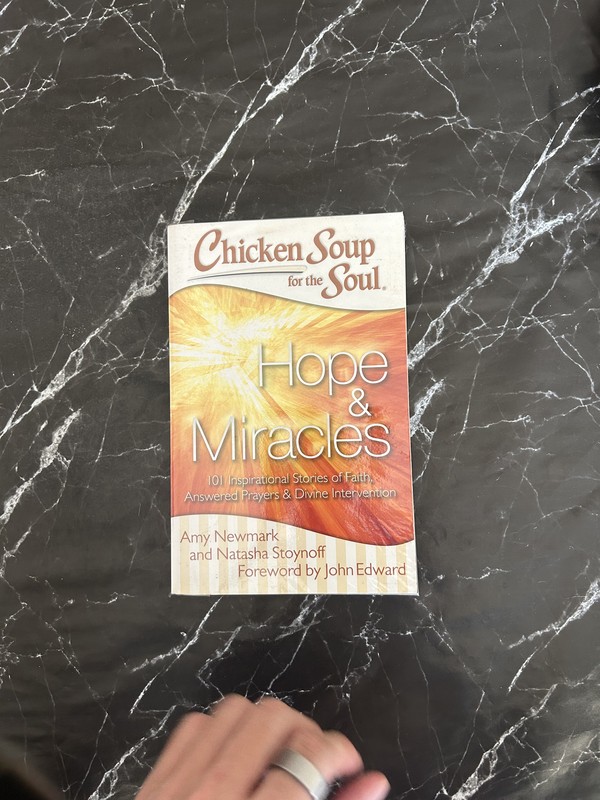 Chicken Soup
for the Soul®
Hope
&
Miracles
101 Inspirational Stories of Faith,
Answered Prayers & Divine Intervention
Amy Newmark
and Natasha Stoynoff
Foreword by John Edward